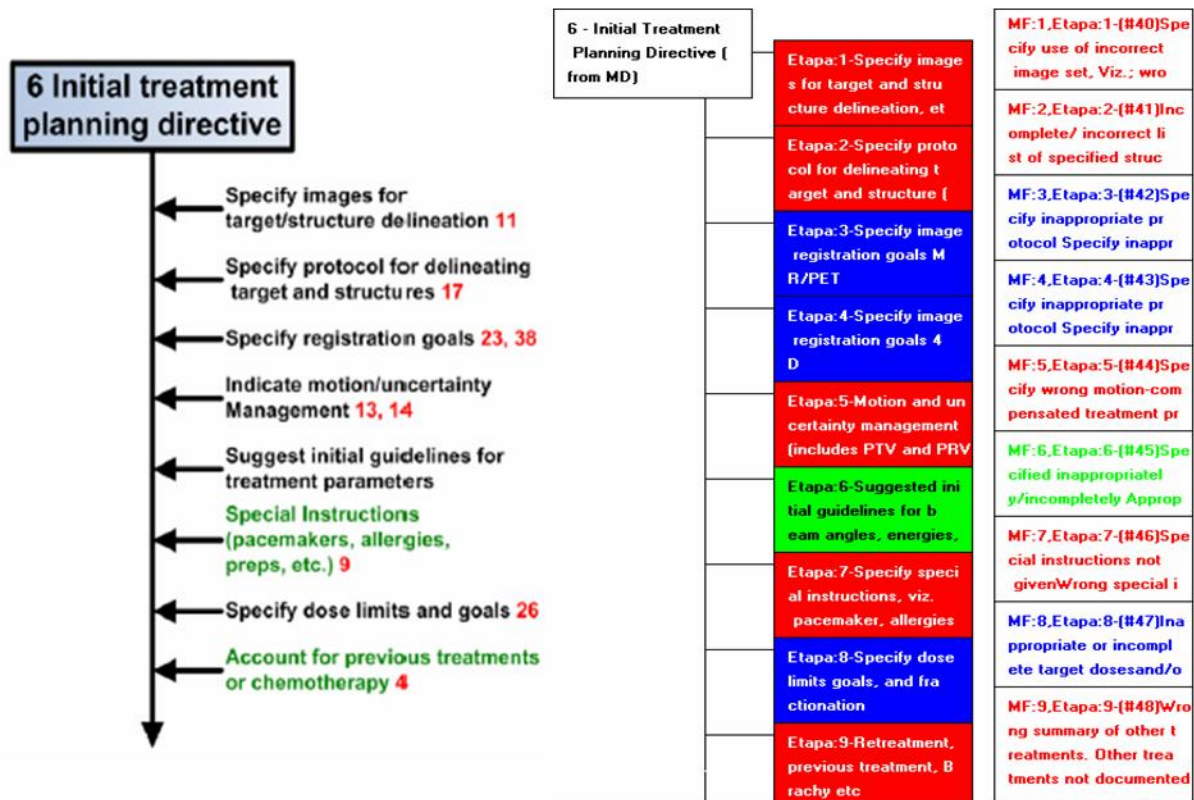 6 Initial treatment
planning directive
Specify images for
target/structure delineation 11
Specify protocol for delineating
target and structures 17
Specify registration goals 23, 38
Indicate motion/uncertainty
Management 13, 14
Suggest initial guidelines for
treatment parameters
Special Instructions
(pacemakers, allergies,
preps, etc.) 9
Specify dose limits and goals 26
Account for previous treatments
or chemotherapy 4
6 - Initial Treatment
Planning Directive (
from MD)
Etapa:1-Specify image
s for target and stru
cture delineation, et
Etapa:2-Specify proto
col for delineating t
arget and structure (
Etapa:3-Specify image
registration goals M
R/PET
Etapa:4-Specify image
registration goals 4
D
Etapa:5-Motion and un
certainty management
(includes PTV and PRV
Etapa:6-Suggested ini
tial guidelines for b
eam angles, energies,
Etapa:7-Specify speci
al instructions, viz.
pacemaker, allergies
Etapa:8-Specify dose
limits goals, and fra
ctionation
Etapa:9-Retreatment,
previous treatment, B
rachy etc
MF:1,Etapa:1-(#40)Spe
cify use of incorrect
image set, Viz.; wro
MF:2,Etapa:2-(#41)Inc
omplete/ incorrect li
st of specified struc
MF:3,Etapa:3-(#42)Spe
cify inappropriate pr
otocol Specify inappr
MF:4,Etapa:4-(#43)Spe
cify inappropriate pr
otocol Specify inappr
MF:5,Etapa:5-(#44)Spe
cify wrong motion-com
pensated treatment pr
MF:6,Etapa:6-(#45)Spe
cified inappropriatel
y/incompletely Approp
MF:7,Etapa:7-(#46)Spe
cial instructions not
givenWrong special i
MF:8,Etapa:8-(#47)Ina
ppropriate or incompl
ete target dosesand/o
MF:9,Etapa:9-(#48)Wro
ng summary of other t
reatments. Other trea
tments not documented